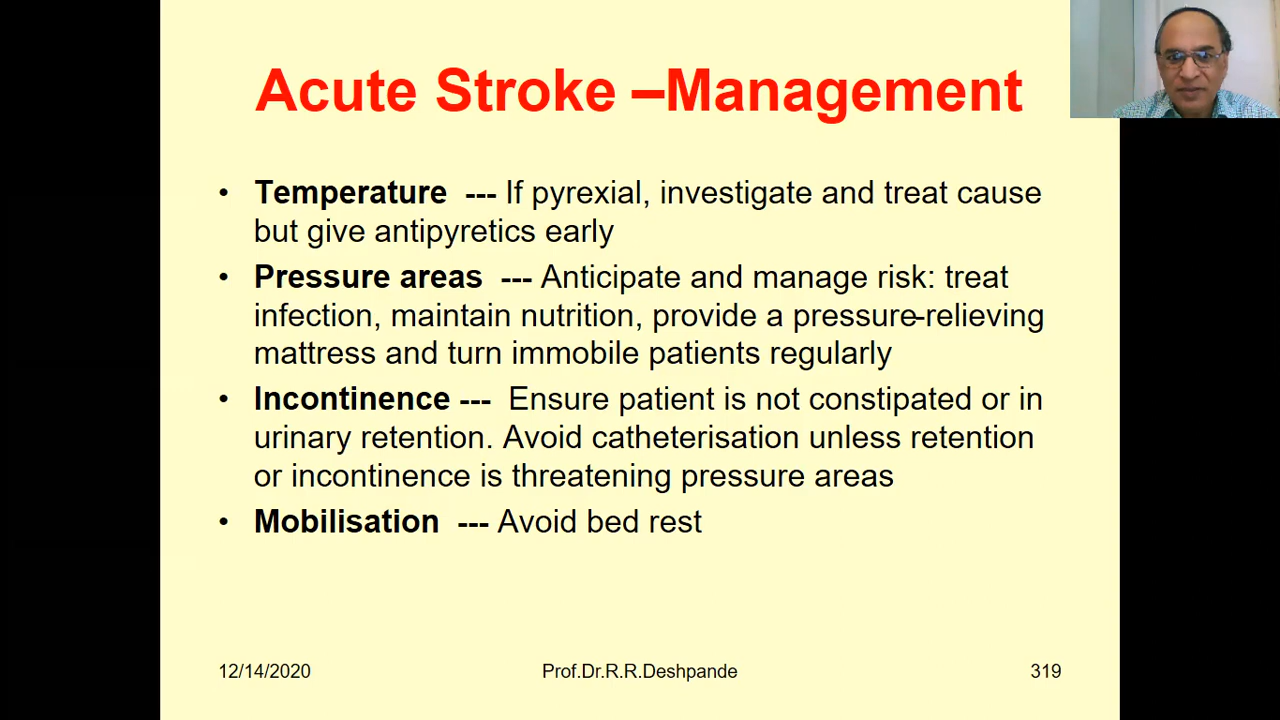 Acute Stroke –Management
• Temperature --- If pyrexial, investigate and treat cause
but give antipyretics early
• Pressure areas --- Anticipate and manage risk: treat
infection, maintain nutrition, provide a pressure-relieving
mattress and turn immobile patients regularly
• Incontinence --- Ensure patient is not constipated or in
urinary retention. Avoid catheterisation unless retention
or incontinence is threatening pressure areas
• Mobilisation --- Avoid bed rest
12/14/2020 Prof.Dr.R.R.Deshpande 319